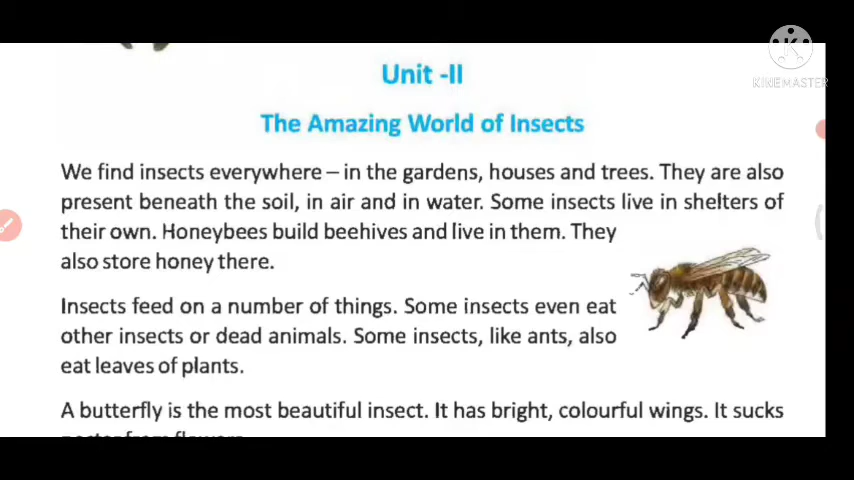 K
KINEMASTER
Unit -II
The Amazing World of Insects
We find insects everywhere – in the gardens, houses and trees. They are also
present beneath the soil, in air and in water. Some insects live in shelters of
their own. Honeybees build beehives and live in them. They
also store honey there.
Insects feed on a number of things. Some insects even eat
other insects or dead animals. Some insects, like ants, also
eat leaves of plants.
A butterfly is the most beautiful insect. It has bright, colourful wings. It sucks